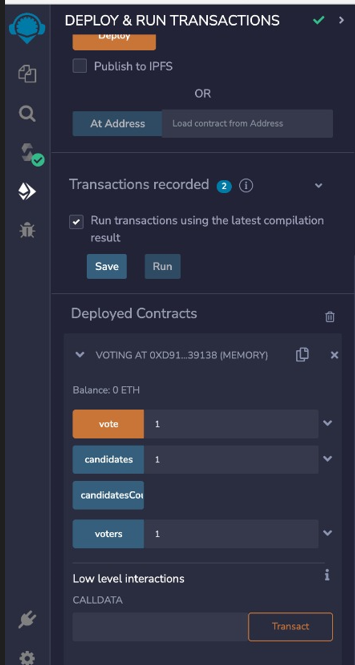 DEPLOY & RUN TRANSACTIONS
Deploy
Publish to IPFS
OR
At Address Load contract from Address
Transactions recorded 2 i
Run transactions using the latest compilation
result
Save Run
Deployed Contracts
VOTING AT 0XD91...39138 (MEMORY)
Balance: 0 ETH
vote 1
candidates 1
candidatesCou
voters 1
Low level interactions i
CALLDATA
Transact